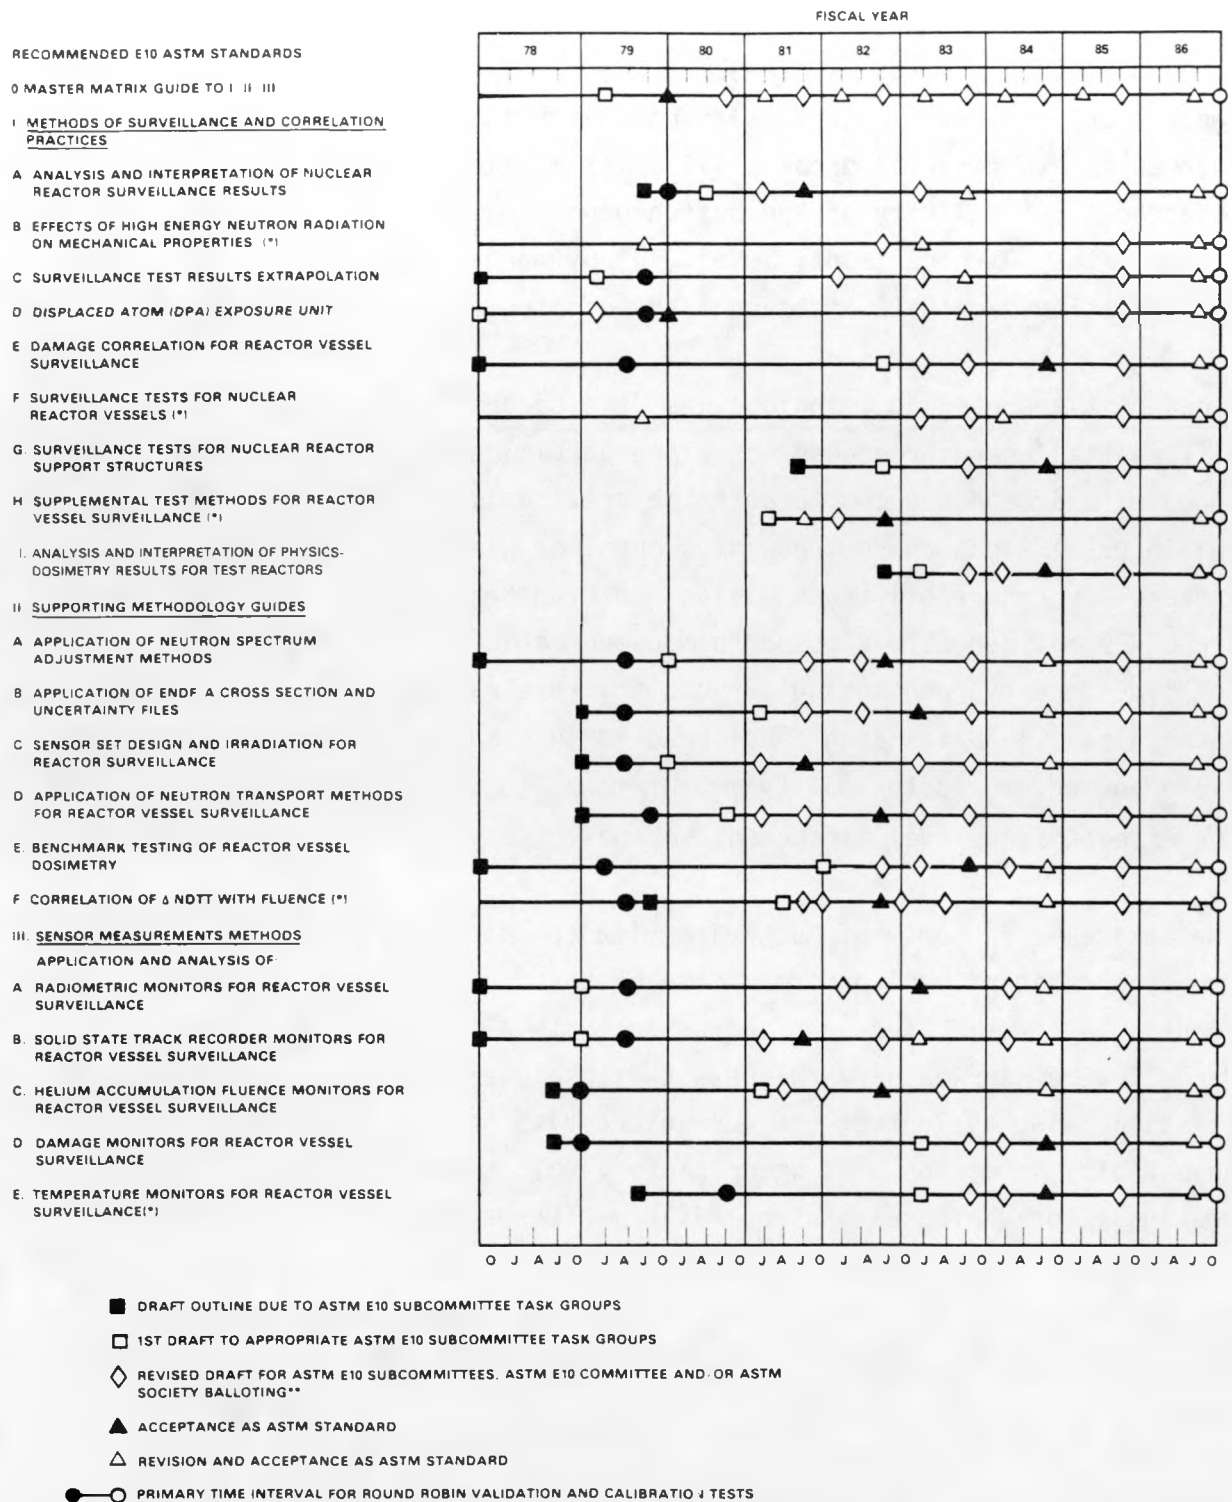 FISCAL YEAR
78 79 80 81 82 83 84 85 86
RECOMMENDED E10 ASTM STANDARDS
0 MASTER MATRIX GUIDE TO I II III
I METHODS OF SURVEILLANCE AND CORRELATION
PRACTICES
A ANALYSIS AND INTERPRETATION OF NUCLEAR
REACTOR SURVEILLANCE RESULTS
B EFFECTS OF HIGH ENERGY NEUTRON RADIATION
ON MECHANICAL PROPERTIES (*)
C SURVEILLANCE TEST RESULTS EXTRAPOLATION
D DISPLACED ATOM (DPA) EXPOSURE UNIT
E DAMAGE CORRELATION FOR REACTOR VESSEL
SURVEILLANCE
F SURVEILLANCE TESTS FOR NUCLEAR
REACTOR VESSELS (*)
G. SURVEILLANCE TESTS FOR NUCLEAR REACTOR
SUPPORT STRUCTURES
H SUPPLEMENTAL TEST METHODS FOR REACTOR
VESSEL SURVEILLANCE (*)
I. ANALYSIS AND INTERPRETATION OF PHYSICS-
DOSIMETRY RESULTS FOR TEST REACTORS
II SUPPORTING METHODOLOGY GUIDES
A APPLICATION OF NEUTRON SPECTRUM
ADJUSTMENT METHODS
B APPLICATION OF ENDF A CROSS SECTION AND
UNCERTAINTY FILES
C SENSOR SET DESIGN AND IRRADIATION FOR
REACTOR SURVEILLANCE
D APPLICATION OF NEUTRON TRANSPORT METHODS
FOR REACTOR VESSEL SURVEILLANCE
E. BENCHMARK TESTING OF REACTOR VESSEL
DOSIMETRY
F CORRELATION OF Δ NDTT WITH FLUENCE (*)
III. SENSOR MEASUREMENTS METHODS
APPLICATION AND ANALYSIS OF
A RADIOMETRIC MONITORS FOR REACTOR VESSEL
SURVEILLANCE
B. SOLID STATE TRACK RECORDER MONITORS FOR
REACTOR VESSEL SURVEILLANCE
C. HELIUM ACCUMULATION FLUENCE MONITORS FOR
REACTOR VESSEL SURVEILLANCE
D DAMAGE MONITORS FOR REACTOR VESSEL
SURVEILLANCE
E. TEMPERATURE MONITORS FOR REACTOR VESSEL
SURVEILLANCE(*)
O J A J O J A J O J A J O J A J O J A J O J A J O J A J O J A J O J A J O
DRAFT OUTLINE DUE TO ASTM E10 SUBCOMMITTEE TASK GROUPS
1ST DRAFT TO APPROPRIATE ASTM E10 SUBCOMMITTEE TASK GROUPS
REVISED DRAFT FOR ASTM E10 SUBCOMMITTEES. ASTM E10 COMMITTEE AND OR ASTM
SOCIETY BALLOTING**
ACCEPTANCE AS ASTM STANDARD
REVISION AND ACCEPTANCE AS ASTM STANDARD
PRIMARY TIME INTERVAL FOR ROUND ROBIN VALIDATION AND CALIBRATION TESTS